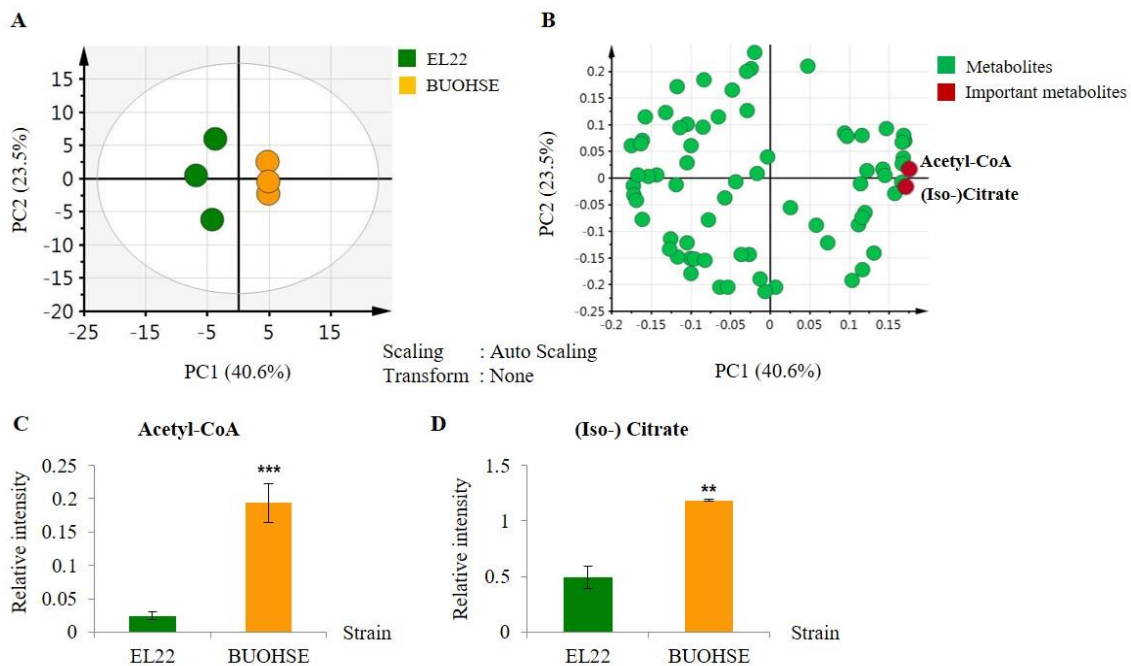 A
PC2 (23.5%)
15
10
5
0
-5
-10
-15
-20
-25
-15
-5
5
15
PC1 (40.6%)
EL22
BUOHSE
B
PC2 (23.5%)
0.2
0.15
0.1
0.05
0
-0.05
-0.1
-0.15
-0.2
-0.25
-0.2
-0.15
-0.1
-0.05
0
0.05
0.1
0.15
PC1 (40.6%)
Metabolites
Important metabolites
Acetyl-CoA
(Iso-)Citrate
Scaling : Auto Scaling
Transform : None
C
Acetyl-CoA
Relative intensity
0.25
0.2
0.15
0.1
0.05
0
***
EL22
BUOHSE
Strain
D
(Iso-) Citrate
Relative intensity
1.5
1
0.5
0
**
EL22
BUOHSE
Strain